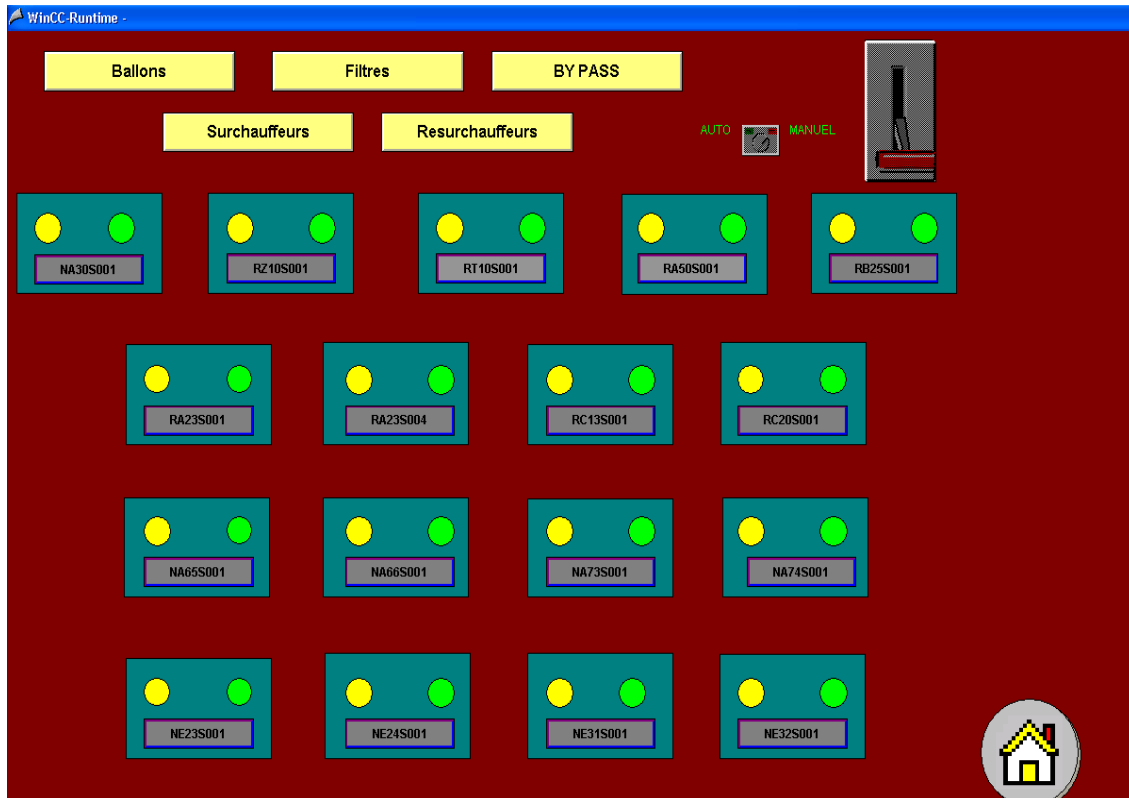 WinCC-Runtime -
Ballons
Filtres
BY PASS
Surchauffeurs
Resurchauffeurs
AUTO
MANUEL
NA30S001
RZ10S001
RT10S001
RA50S001
RB25S001
RA23S001
RA23S004
RC13S001
RC20S001
NA65S001
NA66S001
NA73S001
NA74S001
NE23S001
NE24S001
NE31S001
NE32S001